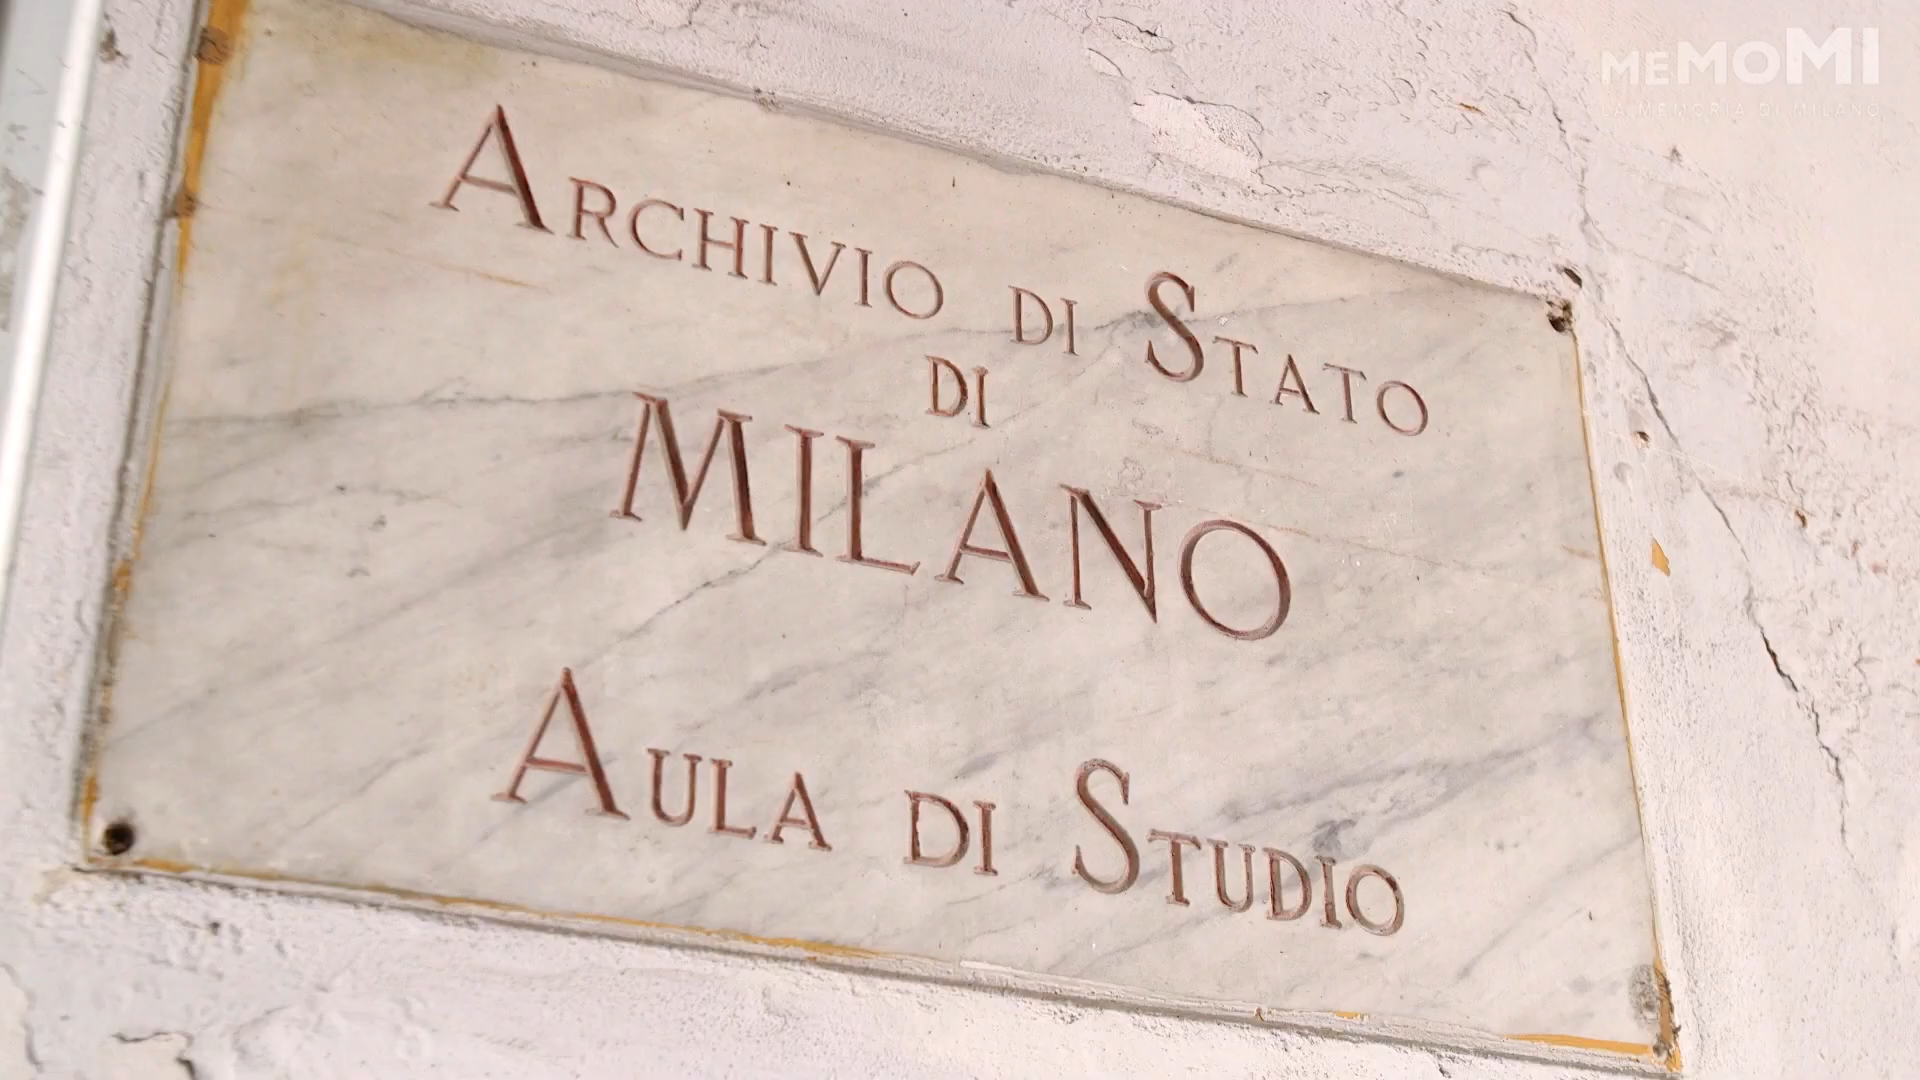 meMoMI
LA MEMORIA DI MILANO
ARCHIVIO DI STATO
DI
MILANO
AULA DI STUDIO